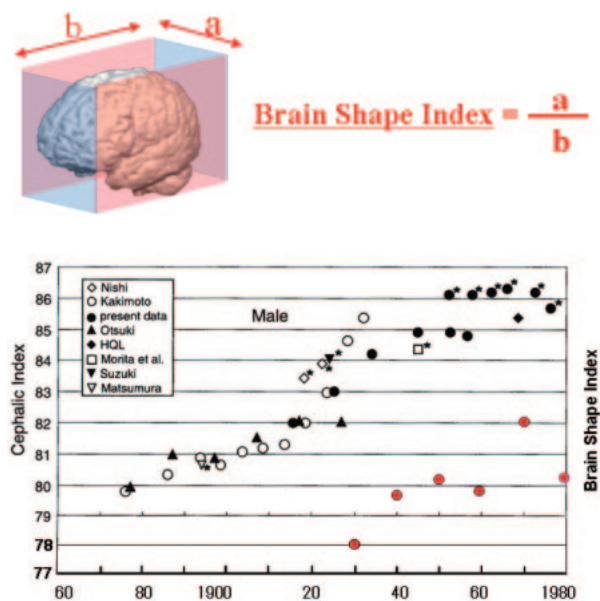 b
a
Brain Shape Index = a
b
87
86
85
84
83
82
81
80
79
78
77
Cephalic Index
Nishi
Kakimoto
present data
Otsuki
HQL
Morita et al.
Suzuki
Matsumura
Male
Brain Shape Index
60 80 1900 20 40 60 1980